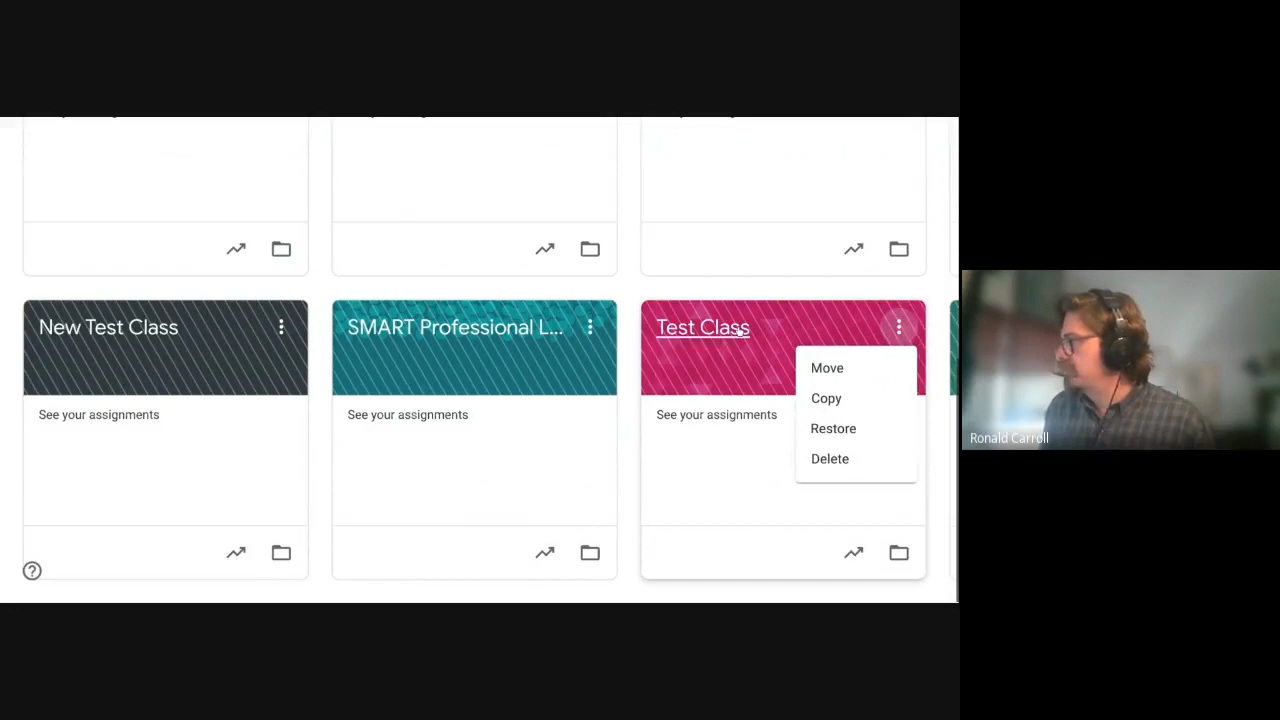 New Test Class
SMART Professional L...
Test Class
Move
Copy
Restore
Delete
See your assignments
See your assignments
See your assignments
Ronald Carroll